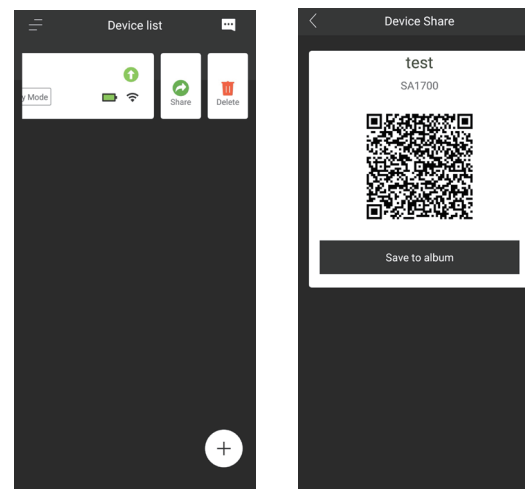 Device list
y Mode
Share
Delete
Device Share
test
SA1700
Save to album